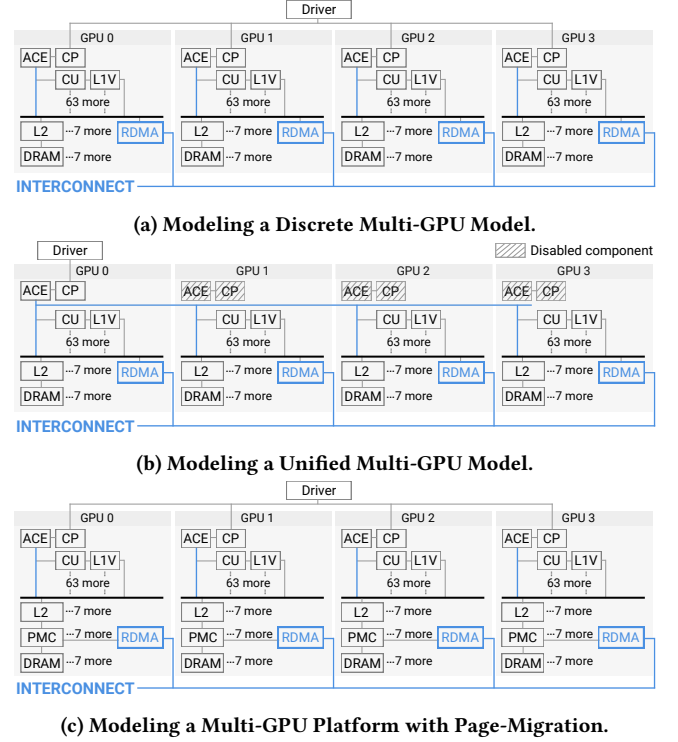 Driver
GPU 0 GPU 1 GPU 2 GPU 3
ACE CP ACE CP ACE CP ACE CP
CU L1V CU L1V CU L1V CU L1V
63 more 63 more 63 more 63 more
L2 ···7 more RDMA L2 ···7 more RDMA L2 ···7 more RDMA L2 ···7 more RDMA
DRAM ···7 more DRAM ···7 more DRAM ···7 more DRAM ···7 more
INTERCONNECT
(a) Modeling a Discrete Multi-GPU Model.
Driver Disabled component
GPU 0 GPU 1 GPU 2 GPU 3
ACE CP ACE CP ACE CP ACE CP
CU L1V CU L1V CU L1V CU L1V
63 more 63 more 63 more 63 more
L2 ···7 more RDMA L2 ···7 more RDMA L2 ···7 more RDMA L2 ···7 more RDMA
DRAM ···7 more DRAM ···7 more DRAM ···7 more DRAM ···7 more
INTERCONNECT
(b) Modeling a Unified Multi-GPU Model.
Driver
GPU 0 GPU 1 GPU 2 GPU 3
ACE CP ACE CP ACE CP ACE CP
CU L1V CU L1V CU L1V CU L1V
63 more 63 more 63 more 63 more
L2 ···7 more L2 ···7 more L2 ···7 more L2 ···7 more
PMC ···7 more RDMA PMC ···7 more RDMA PMC ···7 more RDMA PMC ···7 more RDMA
DRAM ···7 more DRAM ···7 more DRAM ···7 more DRAM ···7 more
INTERCONNECT
(c) Modeling a Multi-GPU Platform with Page-Migration.